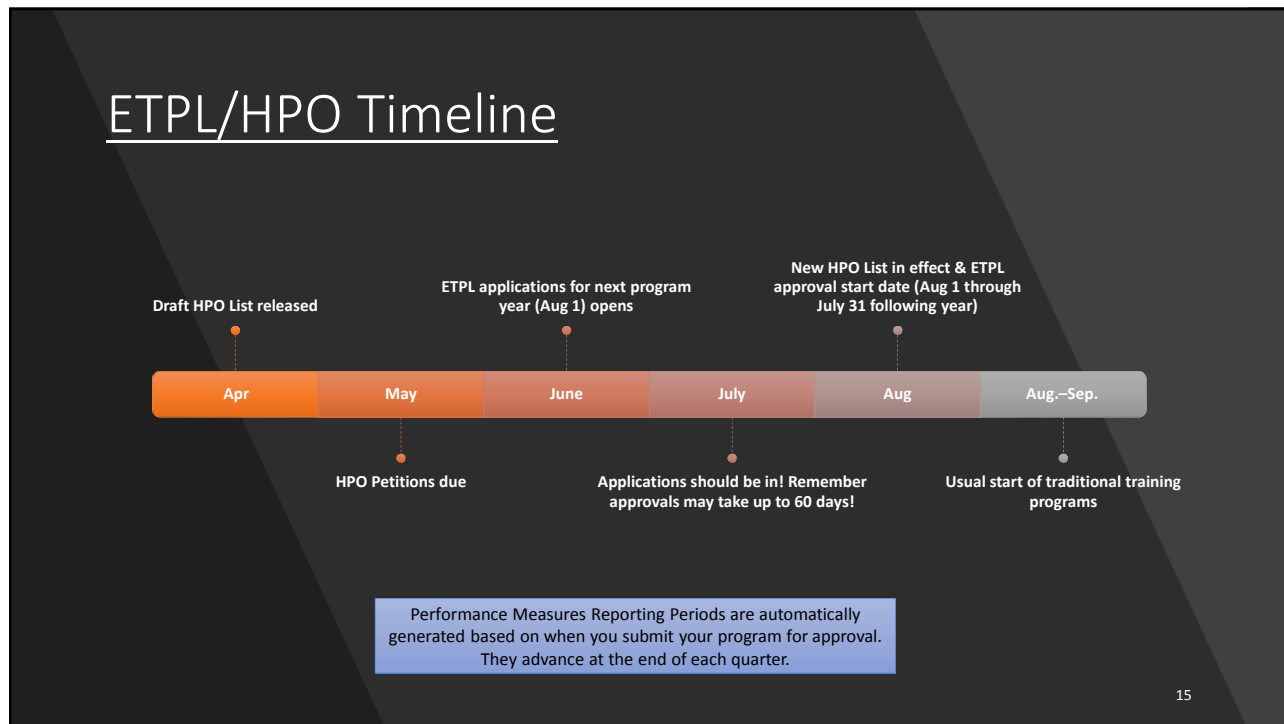 ETPL/HPO Timeline
New HPO List in effect & ETPL
approval start date (Aug 1 through
July 31 following year)
ETPL applications for next program
year (Aug 1) opens
Draft HPO List released
Apr
May
June
July
Aug
Aug.–Sep.
HPO Petitions due
Applications should be in! Remember
approvals may take up to 60 days!
Usual start of traditional training
programs
Performance Measures Reporting Periods are automatically
generated based on when you submit your program for approval.
They advance at the end of each quarter.
15